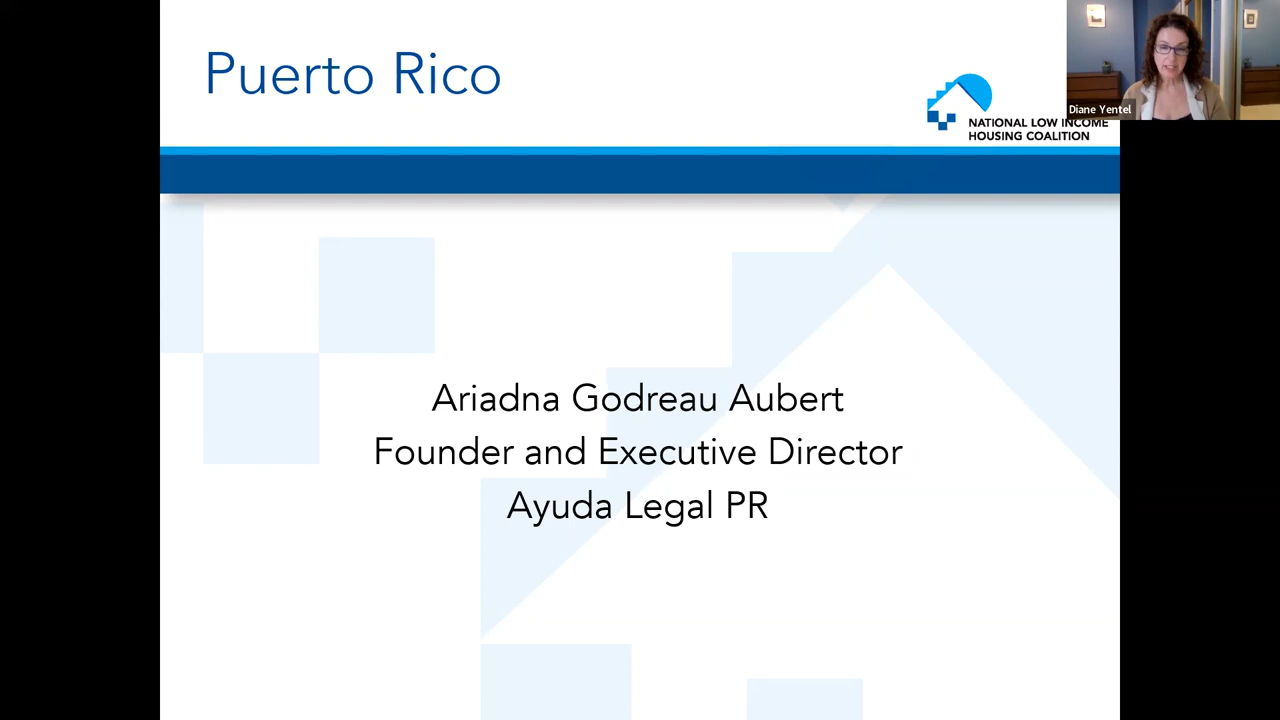 Puerto Rico
Diane Yentel
NATIONAL LOW INCOME
HOUSING COALITION
Ariadna Godreau Aubert
Founder and Executive Director
Ayuda Legal PR